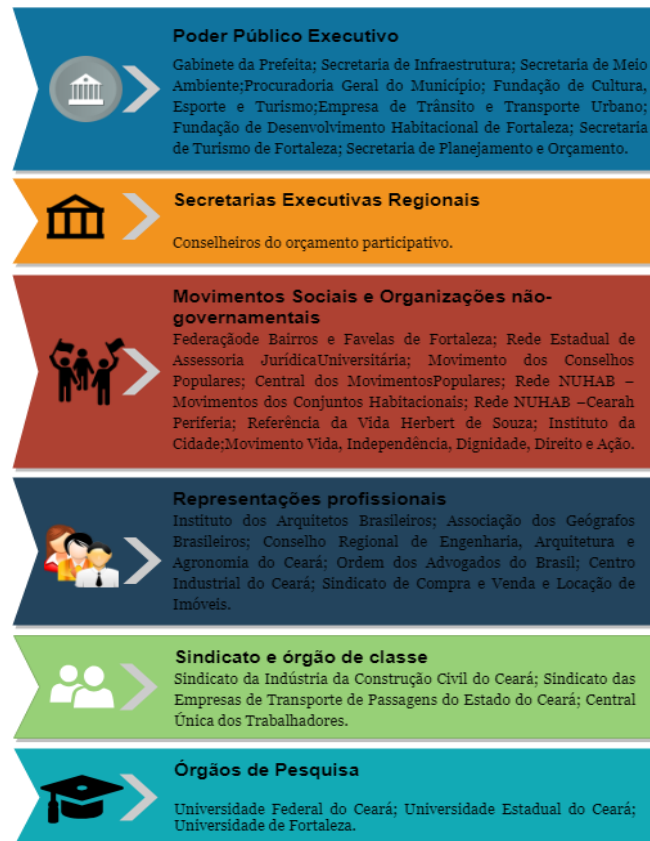 Poder Público Executivo
Gabinete da Prefeita; Secretaria de Infraestrutura; Secretaria de Meio
Ambiente;Procuradoria Geral do Município; Fundação de Cultura,
Esporte e Turismo;Empresa de Trânsito e Transporte Urbano;
Fundação de Desenvolvimento Habitacional de Fortaleza; Secretaria
de Turismo de Fortaleza; Secretaria de Planejamento e Orçamento.
Secretarias Executivas Regionais
Conselheiros do orçamento participativo.
Movimentos Sociais e Organizações não-
governamentais
Federaçãode Bairros e Favelas de Fortaleza; Rede Estadual de
Assessoria JurídicaUniversitária; Movimento dos Conselhos
Populares; Central dos MovimentosPopulares; Rede NUHAB –
Movimentos dos Conjuntos Habitacionais; Rede NUHAB –Cearah
Periferia; Referência da Vida Herbert de Souza; Instituto da
Cidade;Movimento Vida, Independência, Dignidade, Direito e Ação.
Representações profissionais
Instituto dos Arquitetos Brasileiros; Associação dos Geógrafos
Brasileiros; Conselho Regional de Engenharia, Arquitetura e
Agronomia do Ceará; Ordem dos Advogados do Brasil; Centro
Industrial do Ceará; Sindicato de Compra e Venda e Locação de
Imóveis.
Sindicato e órgão de classe
Sindicato da Indústria da Construção Civil do Ceará; Sindicato das
Empresas de Transporte de Passagens do Estado do Ceará; Central
Única dos Trabalhadores.
Órgãos de Pesquisa
Universidade Federal do Ceará; Universidade Estadual do Ceará;
Universidade de Fortaleza.